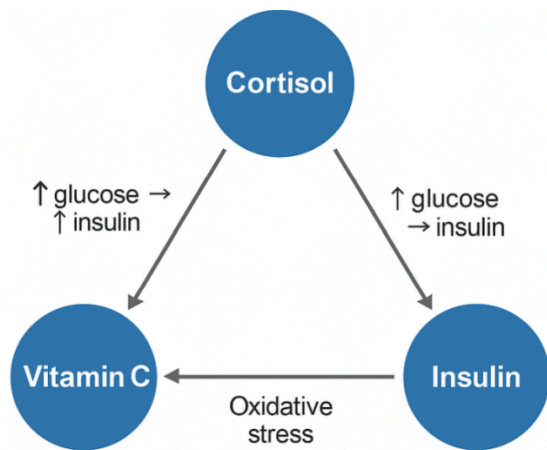 Cortisol
↑ glucose →
↑ insulin
↑ glucose
→ insulin
Vitamin C
Insulin
Oxidative
stress